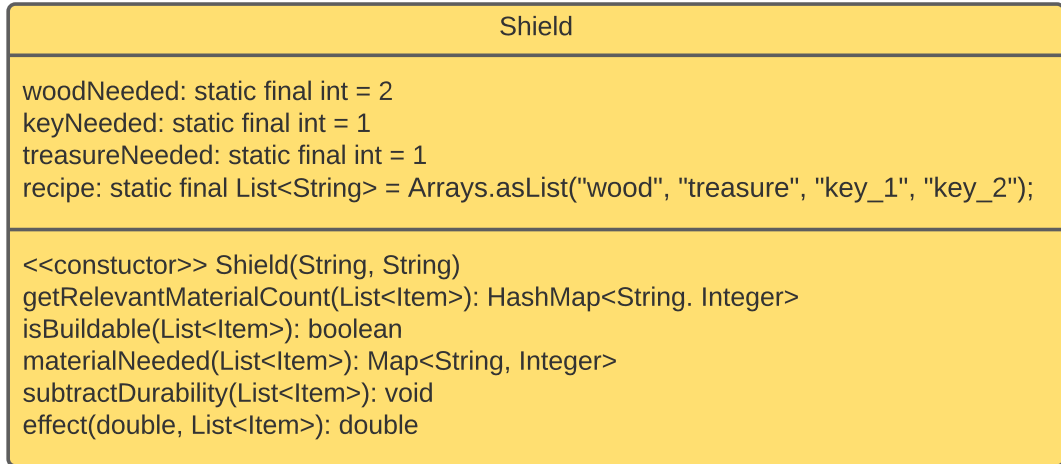 Shield
woodNeeded: static final int = 2
keyNeeded: static final int = 1
treasureNeeded: static final int = 1
recipe: static final List<String> = Arrays.asList("wood", "treasure", "key_1", "key_2");
<<constuctor>> Shield(String, String)
getRelevantMaterialCount(List<Item>): HashMap<String. Integer>
isBuildable(List<Item>): boolean
materialNeeded(List<Item>): Map<String, Integer>
subtractDurability(List<Item>): void
effect(double, List<Item>): double